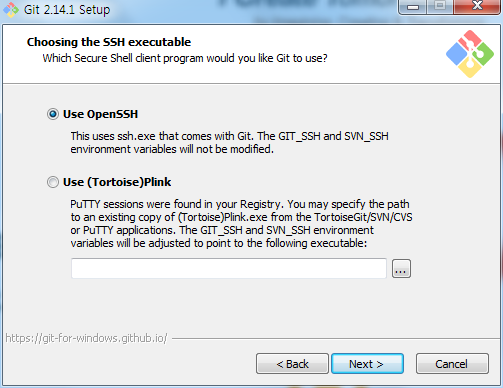 Git 2.14.1 Setup
Choosing the SSH executable
Which Secure Shell client program would you like Git to use?
Use OpenSSH
This uses ssh.exe that comes with Git. The GIT_SSH and SVN_SSH
environment variables will not be modified.
Use (Tortoise)Plink
PuTTY sessions were found in your Registry. You may specify the path
to an existing copy of (Tortoise)Plink.exe from the TortoiseGit/SVN/CVS
or PuTTY applications. The GIT_SSH and SVN_SSH environment
variables will be adjusted to point to the following executable:
...
https://git-for-windows.github.io/
< Back Next > Cancel